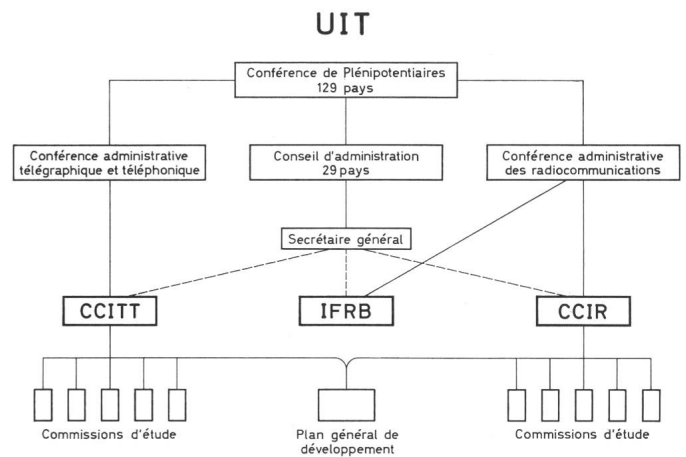 UIT
Conférence de Plénipotentiaires
129 pays
Conférence administrative
télégraphique et téléphonique
Conseil d'administration
29 pays
Conférence administrative
des radiocommunications
Secrétaire général
CCITT
IFRB
CCIR
Commissions d'étude
Plan général de
développement
Commissions d'étude